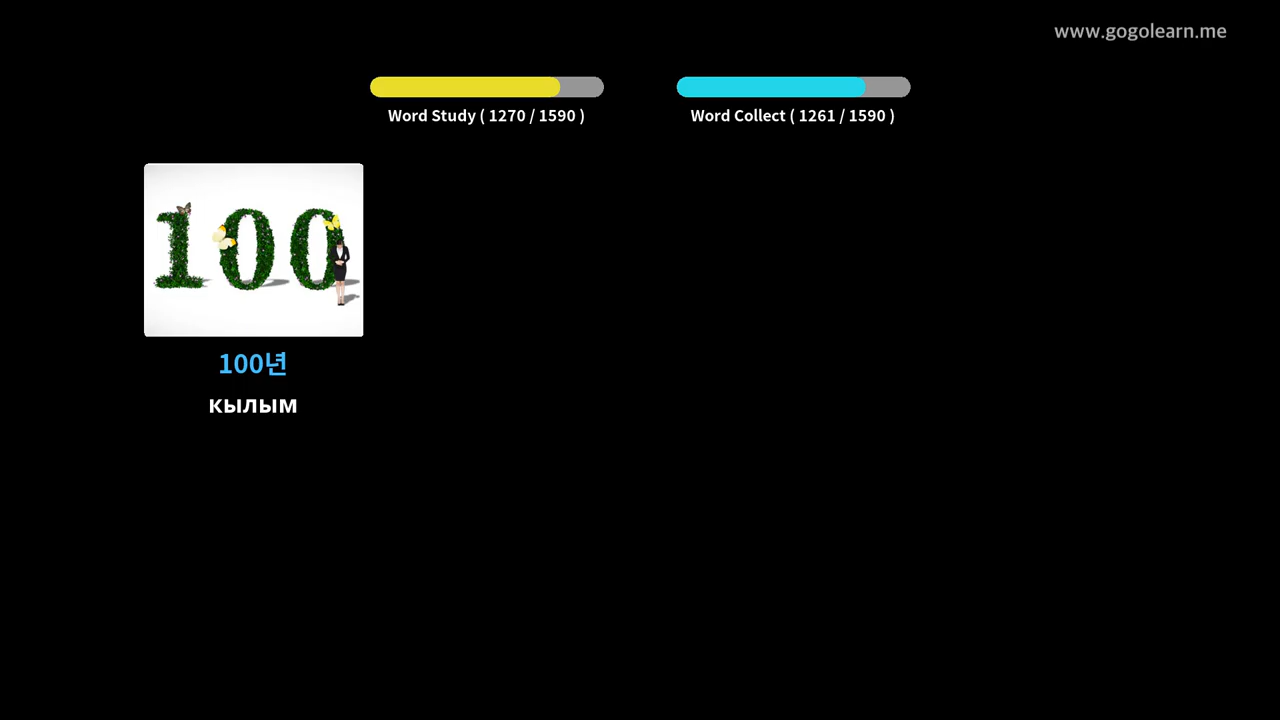 www.gogolearn.me
Word Study ( 1270 / 1590 )
Word Collect ( 1261 / 1590 )
100
100년
кылым